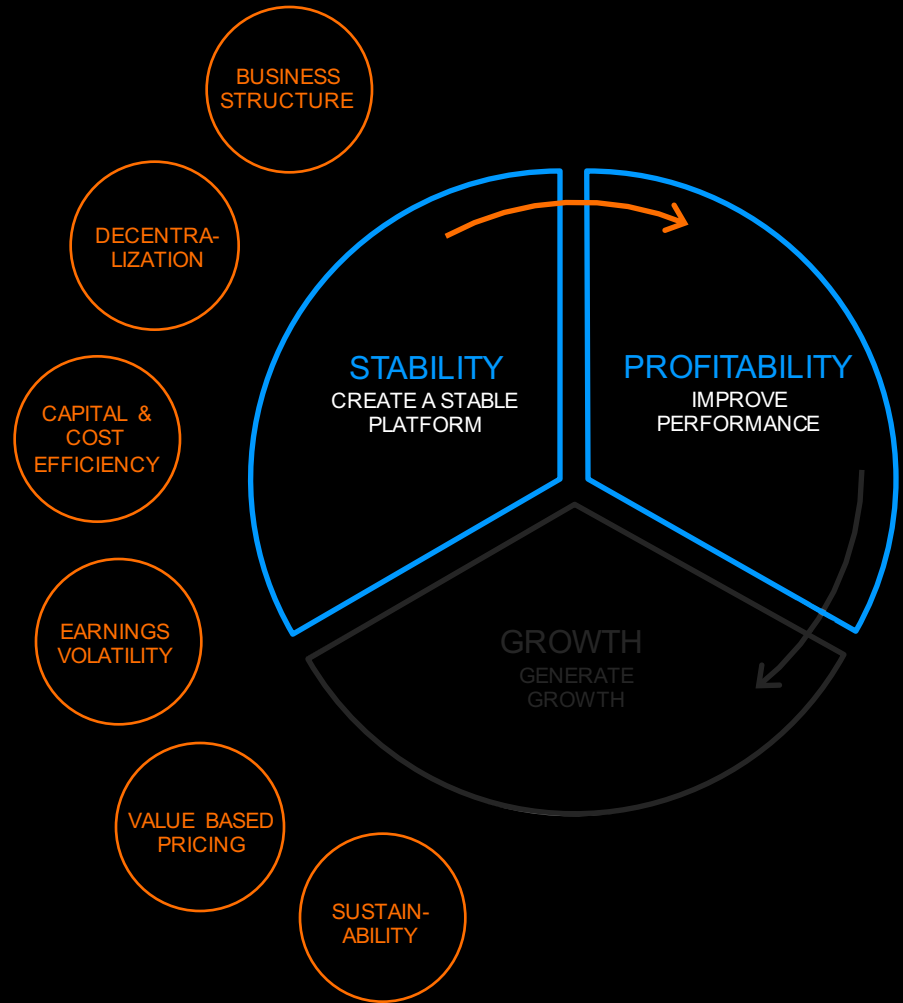 BUSINESS
STRUCTURE
DECENTRA-
LIZATION
CAPITAL &
COST
EFFICIENCY
EARNINGS
VOLATILITY
VALUE BASED
PRICING
SUSTAIN-
ABILITY
STABILITY
CREATE A STABLE
PLATFORM
PROFITABILITY
IMPROVE
PERFORMANCE
GROWTH
GENERATE
GROWTH